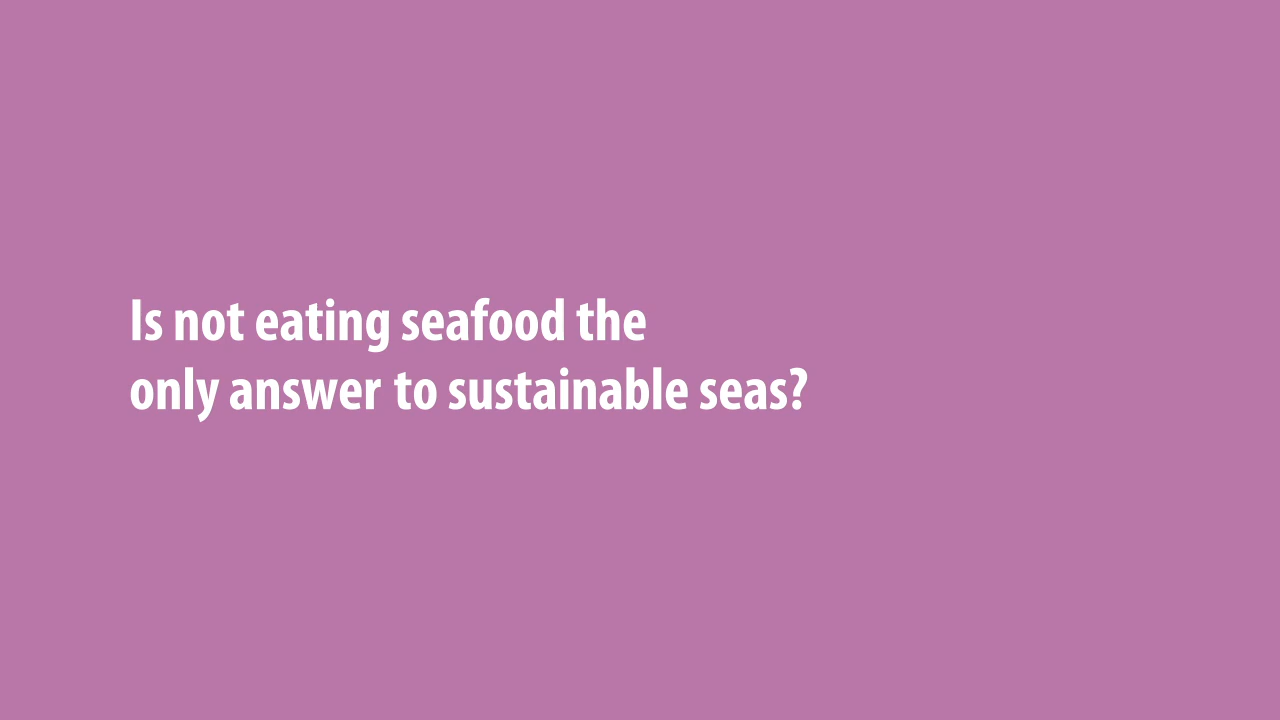 Is not eating seafood the
only answer to sustainable seas?